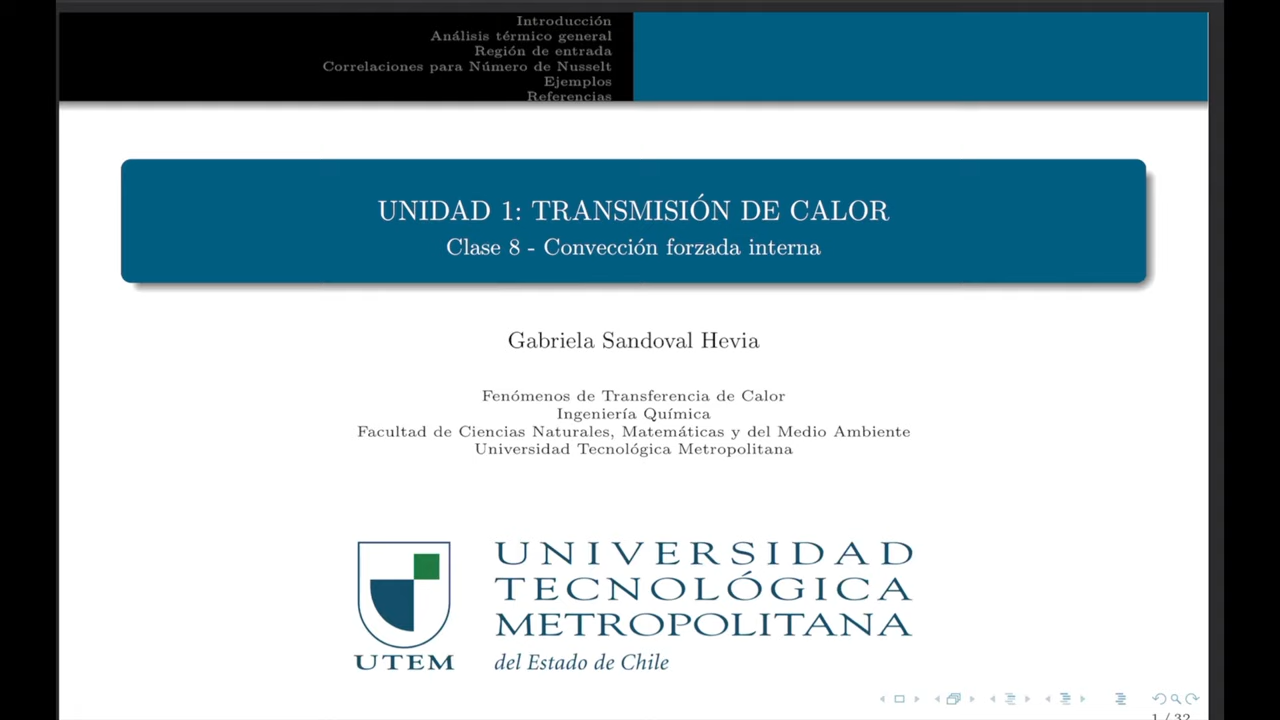 Introducción
Análisis térmico general
Región de entrada
Correlaciones para Número de Nusselt
Ejemplos
Referencias
UNIDAD 1: TRANSMISIÓN DE CALOR
Clase 8 - Convección forzada interna
Gabriela Sandoval Hevia
Fenómenos de Transferencia de Calor
Ingeniería Química
Facultad de Ciencias Naturales, Matemáticas y del Medio Ambiente
Universidad Tecnológica Metropolitana
UNIVERSIDAD
TECNOLÓGICA
METROPOLITANA
UTEM
del Estado de Chile
1 / 32